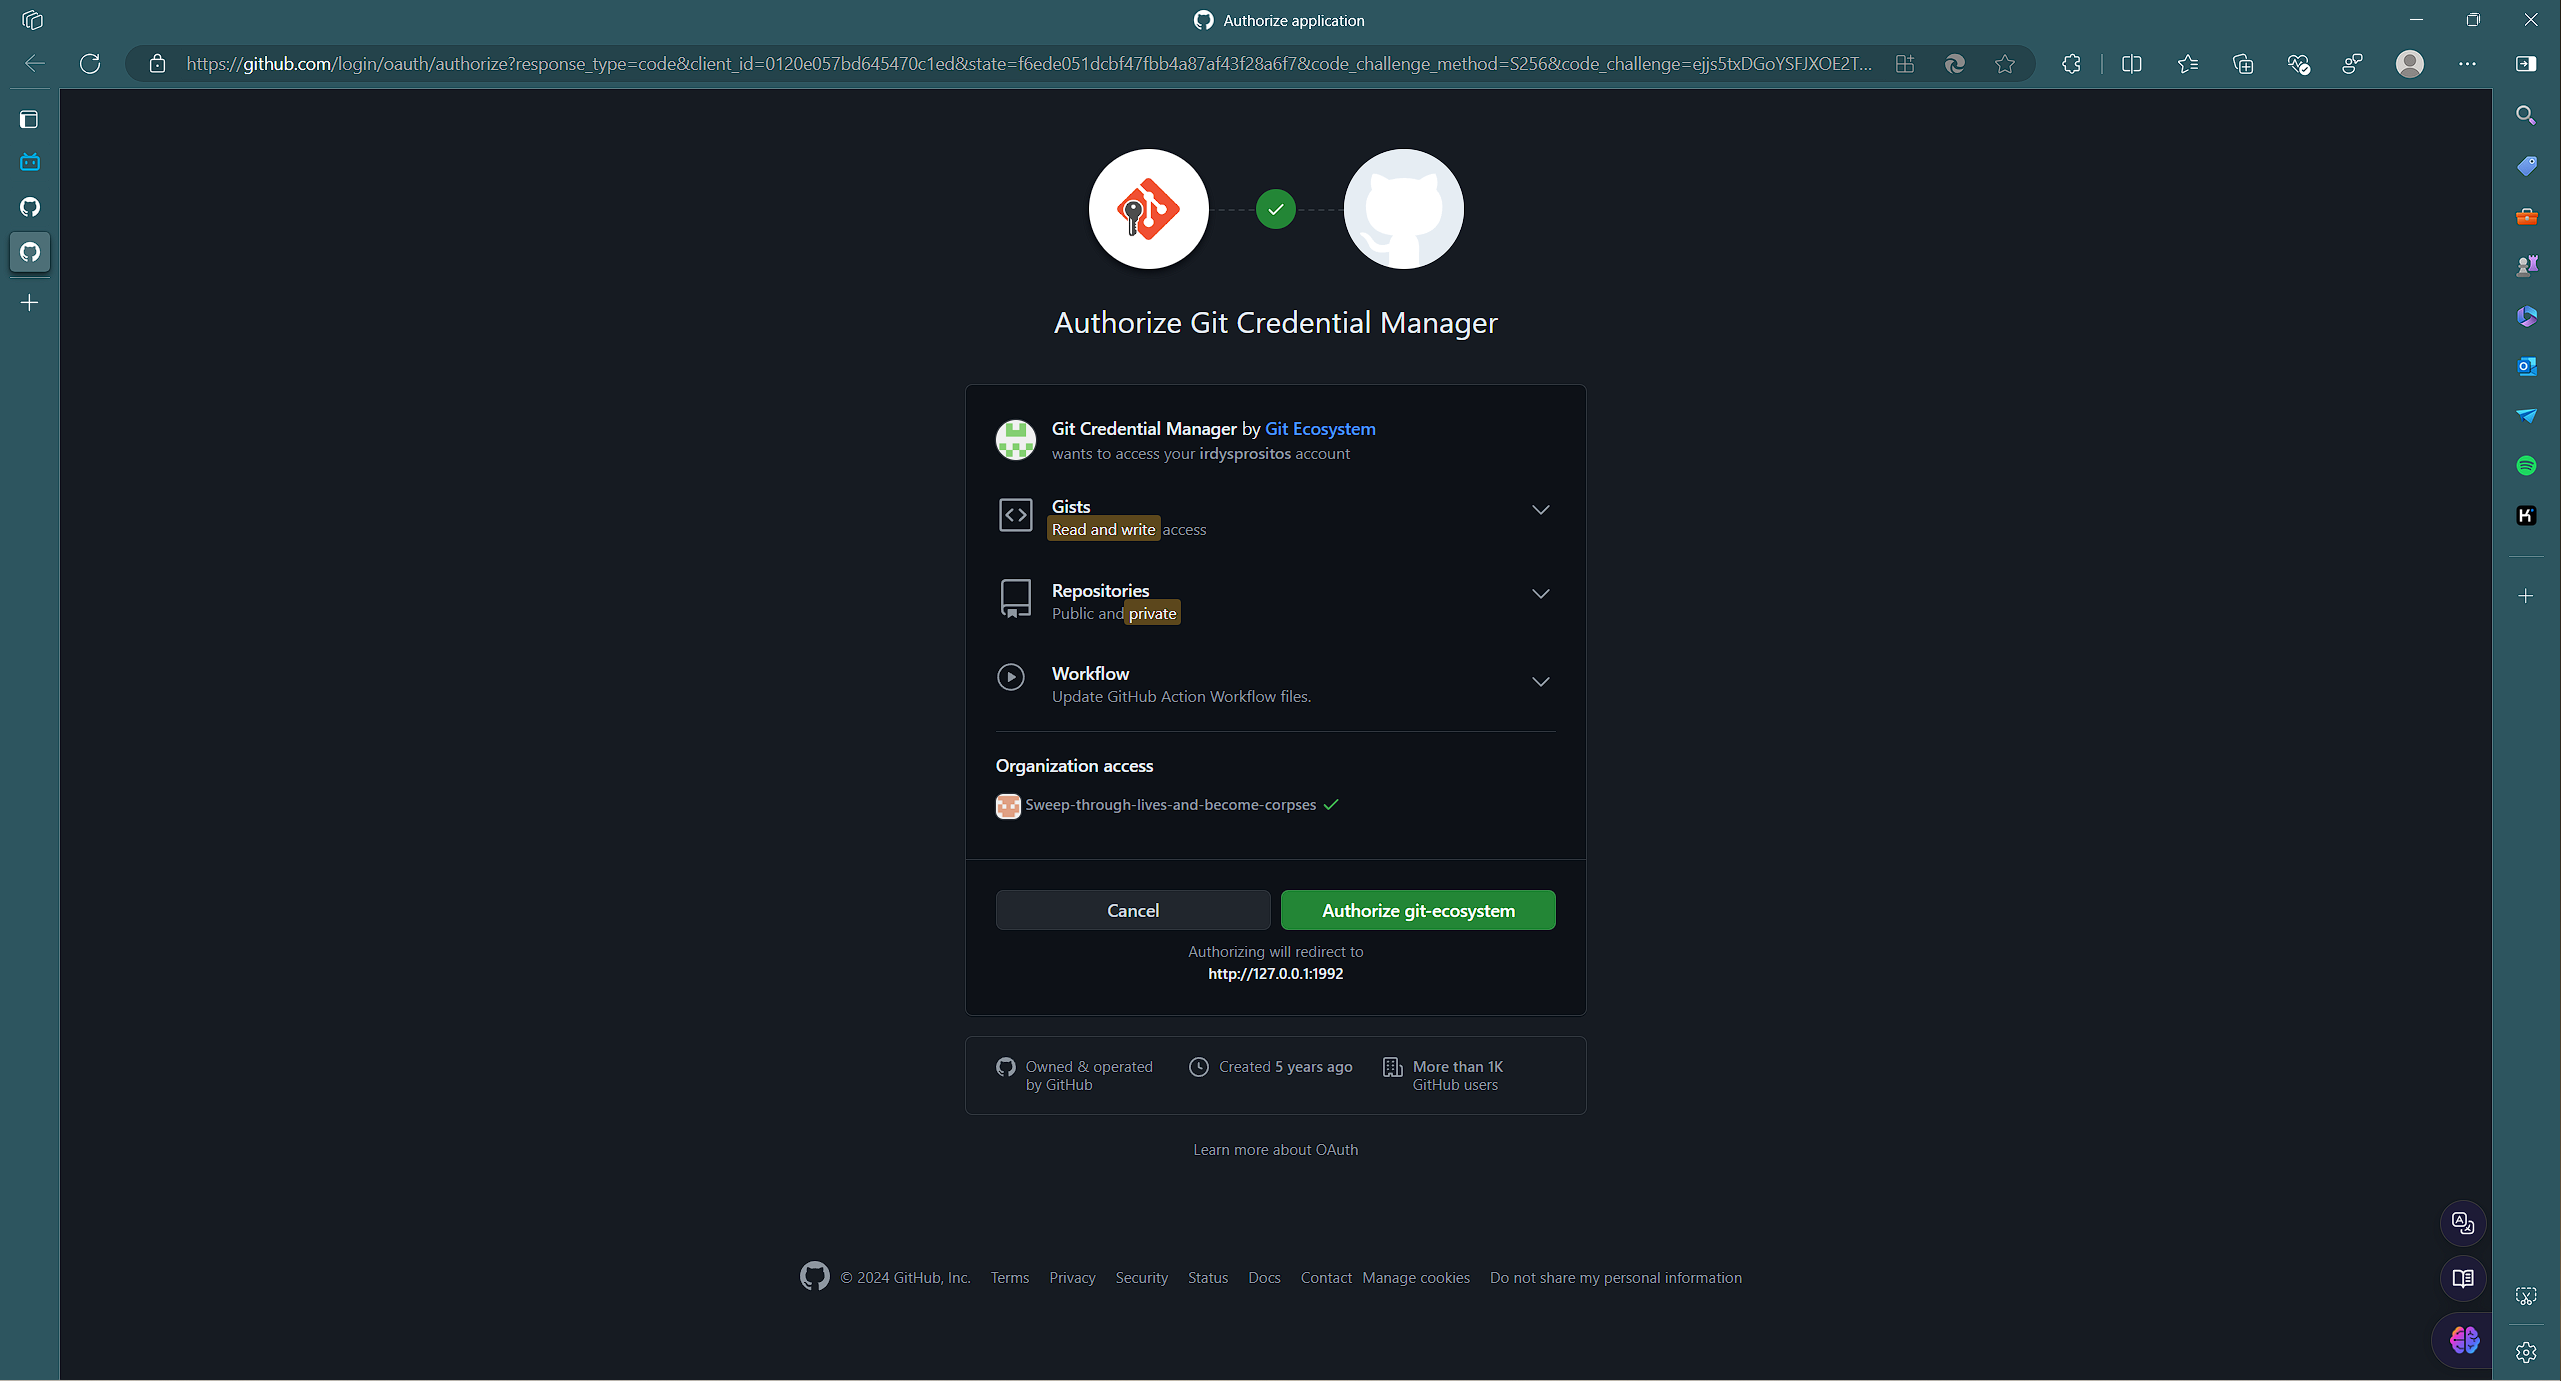 Authorize application
https://github.com/login/oauth/authorize?response_type=code&client_id=0120e057bd645470c1ed&state=f6ede051dcbf47fbb4a87af43f28a6f7&code_challenge_method=S256&code_challenge=ejjs5txDGoYSFJXOE2T...
Authorize Git Credential Manager
Git Credential Manager by Git Ecosystem
wants to access your irdysprositos account
Gists
Read and write access
Repositories
Public and private
Workflow
Update GitHub Action Workflow files.
Organization access
Sweep-through-lives-and-become-corpses
Cancel
Authorize git-ecosystem
Authorizing will redirect to
http://127.0.0.1:1992
Owned & operated
by GitHub
Created 5 years ago
More than 1K
GitHub users
Learn more about OAuth
© 2024 GitHub, Inc. Terms Privacy Security Status Docs Contact Manage cookies Do not share my personal information